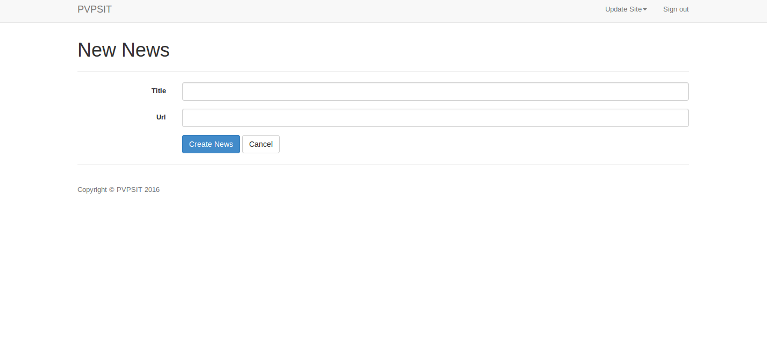 PVPSIT Update Site Sign out
New News
Title
Url
Create News Cancel
Copyright © PVPSIT 2016